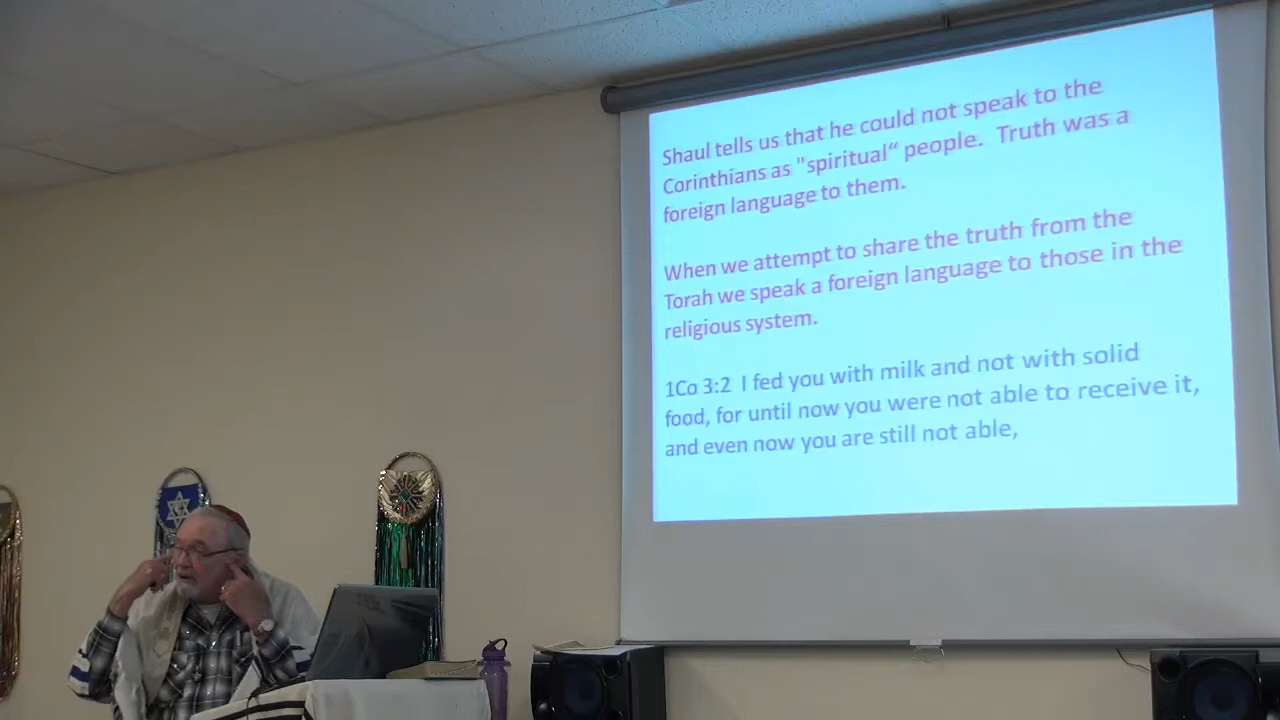 Shaul tells us that he could not speak to the
Corinthians as "spiritual“ people. Truth was a
foreign language to them.
When we attempt to share the truth from the
Torah we speak a foreign language to those in the
religious system.
1Co 3:2 I fed you with milk and not with solid
food, for until now you were not able to receive it,
and even now you are still not able,